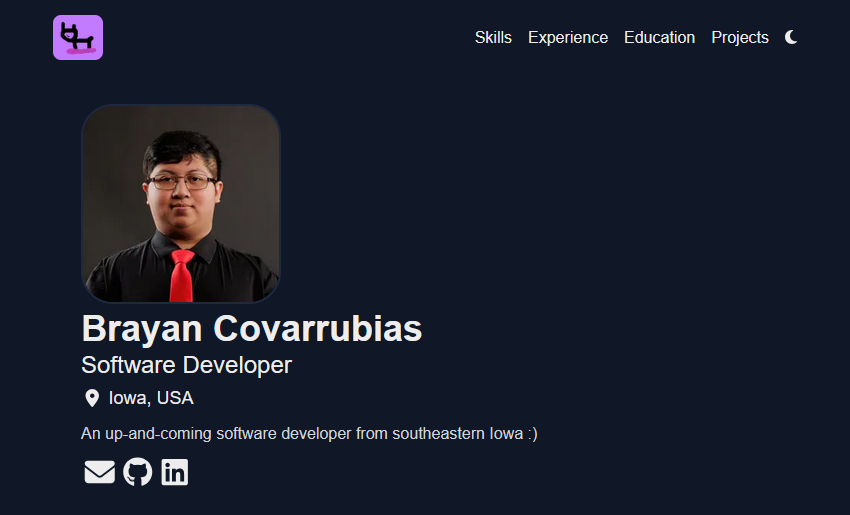 Skills Experience Education Projects
Brayan Covarrubias
Software Developer
Iowa, USA
An up-and-coming software developer from southeastern Iowa :)
in